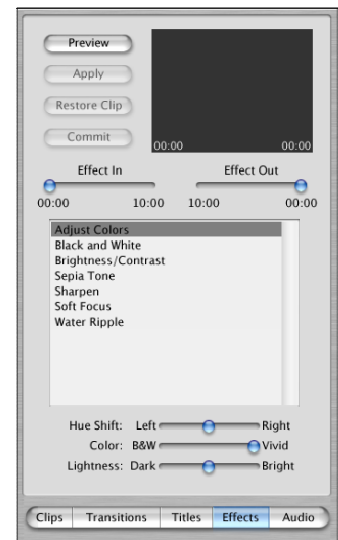 Preview
Apply
Restore Clip
Commit
00:00 00:00
Effect In Effect Out
00:00 10:00 10:00 00:00
Adjust Colors
Black and White
Brightness/Contrast
Sepia Tone
Sharpen
Soft Focus
Water Ripple
Hue Shift: Left Right
Color: B&W Vivid
Lightness: Dark Bright
Clips Transitions Titles Effects Audio